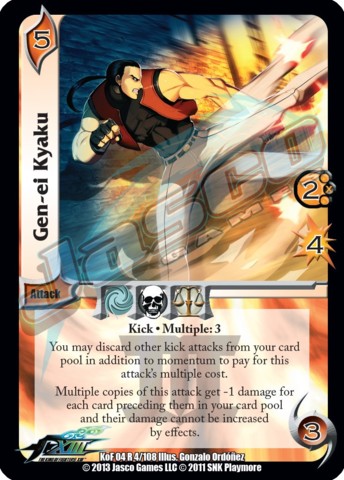 5
Gen-ei Kyaku
JASCO
GAMES
2
4
Attack
Kick • Multiple: 3
You may discard other kick attacks from your card
pool in addition to momentum to pay for this
attack's multiple cost.
Multiple copies of this attack get -1 damage for
each card preceding them in your card pool
and their damage cannot be increased
by effects.
3
XIII
KoF 04 R 4/108 Illus. Gonzalo Ordóñez
© 2013 Jasco Games LLC © 2011 SNK Playmore